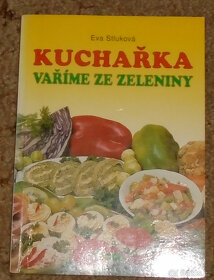 Eva Stluková
KUCHAŘKA
VAŘÍME ZE ZELENINY